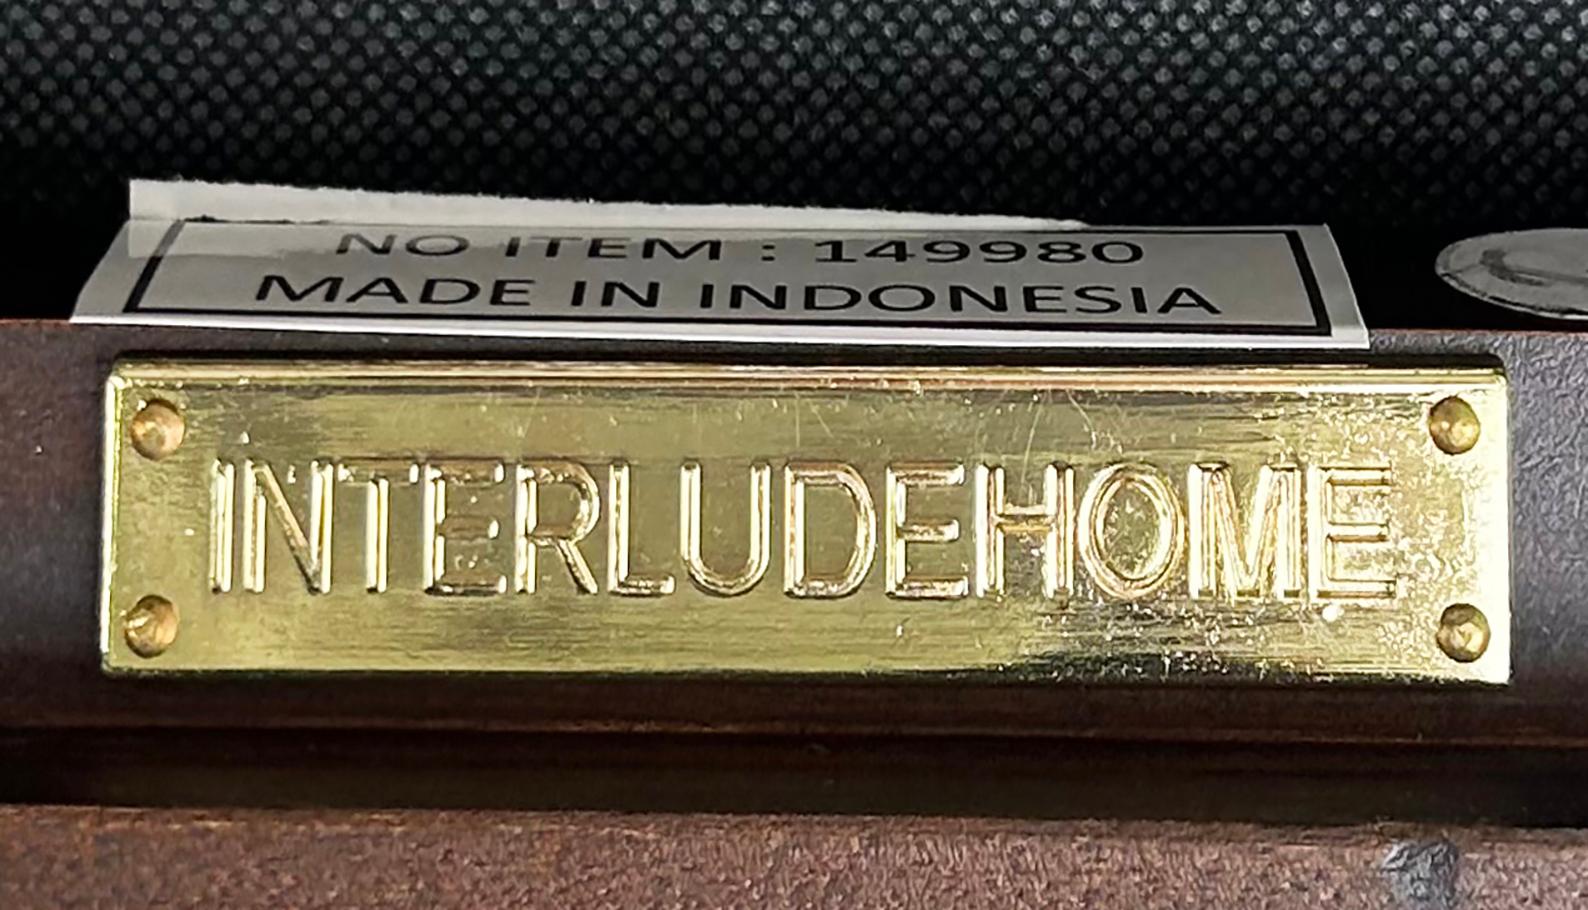 NO ITEM : 149980
MADE IN INDONESIA
INTERLUDEHOME